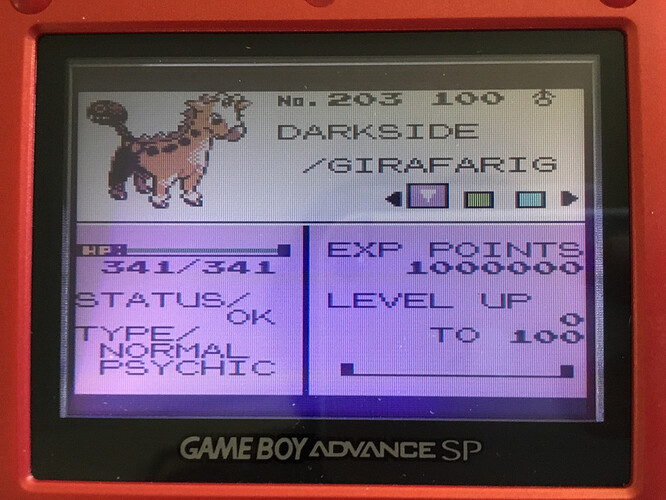 No. 203 100 ♂
DARKSIDE
/GIRAFARIG
HP:
341/341
STATUS/
OK
TYPE/
NORMAL
PSYCHIC
EXP POINTS
1000000
LEVEL UP
0
TO 100
GAME BOY ADVANCE SP